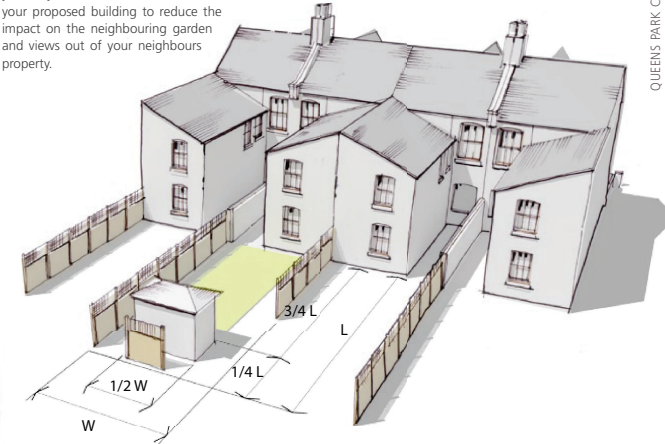 your proposed building to reduce the
impact on the neighbouring garden
and views out of your neighbours
property.
QUEENS PARK
3/4 L
L
1/4 L
1/2 W
W